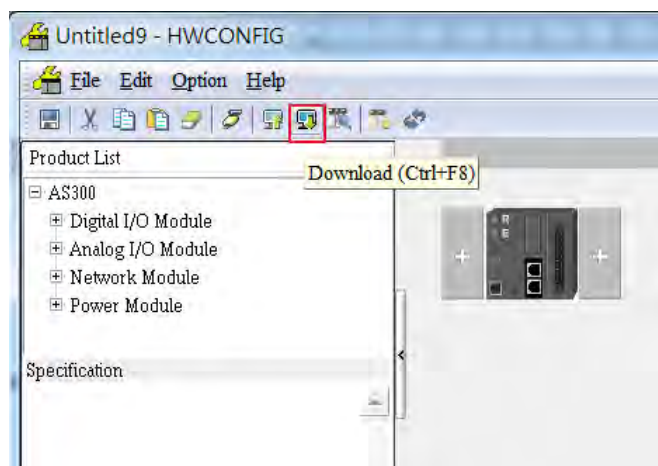 Untitled9 - HWCONFIG
File Edit Option Help
Product List
Download (Ctrl+F8)
AS300
Digital I/O Module
Analog I/O Module
Network Module
Power Module
Specification